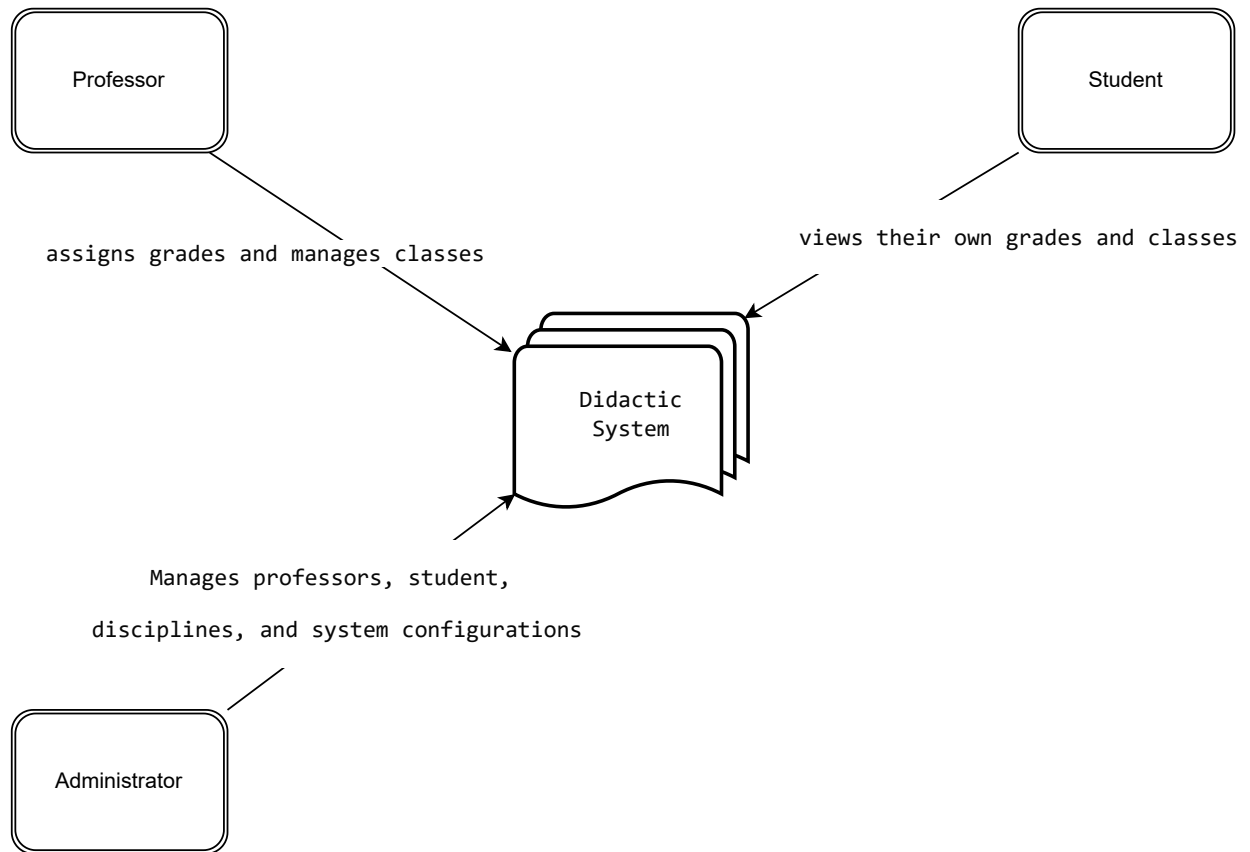 Professor
Student
assigns grades and manages classes
views their own grades and classes
Didactic
System
Manages professors, student,
disciplines, and system configurations
Administrator